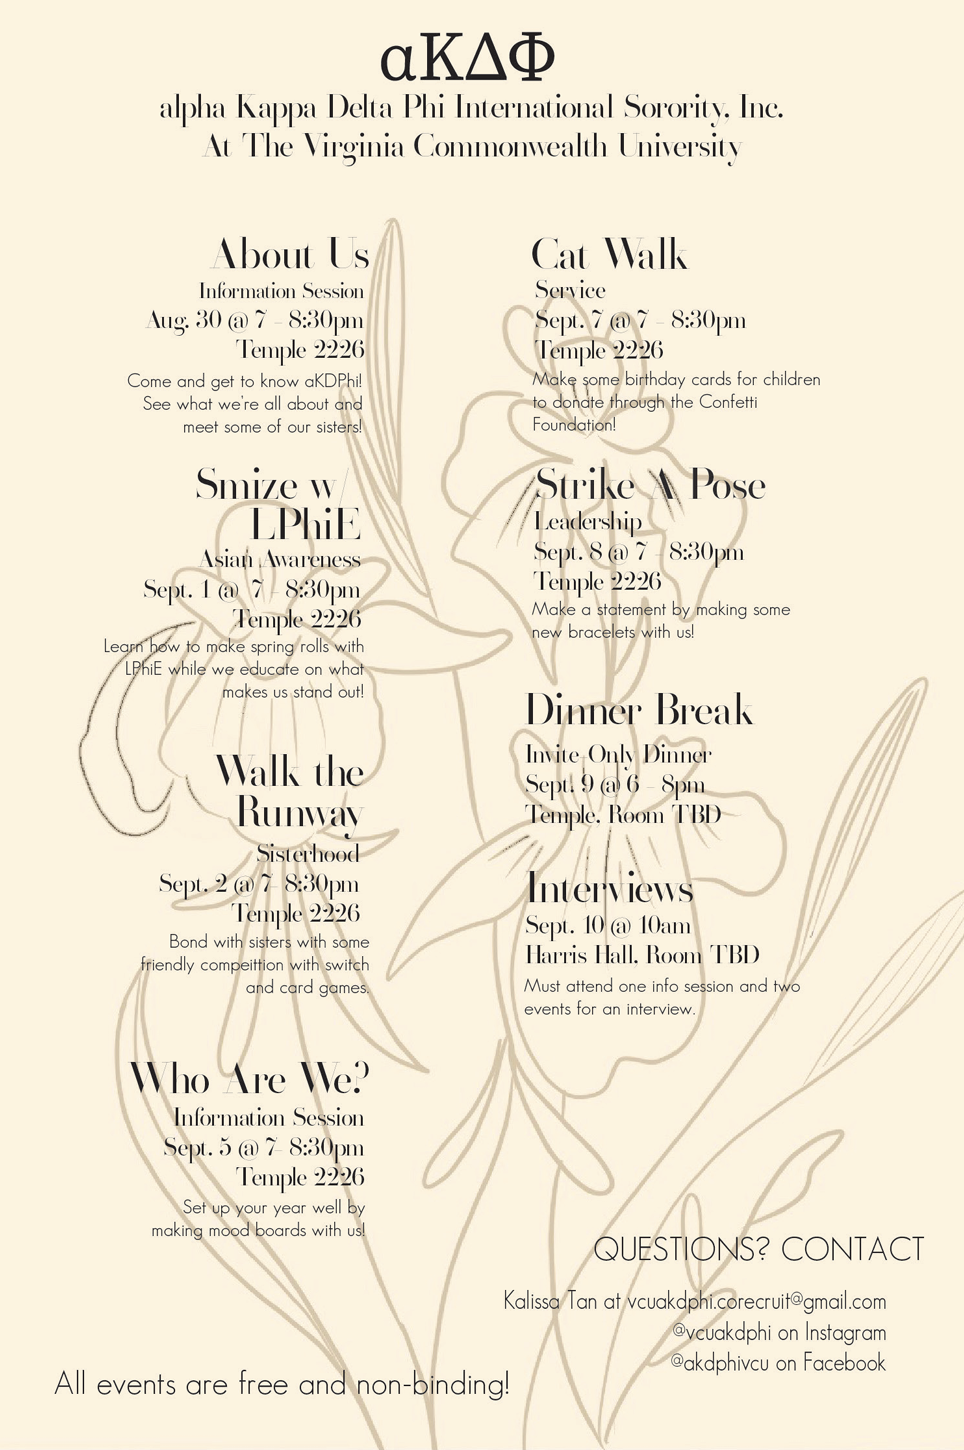 αΚΔΦ
alpha Kappa Delta Phi International Sorority, Inc.
At The Virginia Commonwealth University
About Us
Information Session
Aug. 30 @ 7 - 8:30pm
Temple 2226
Come and get to know aKDPhi!
See what we're all about and
meet some of our sisters!
Smize w/
LPhiE
Asian Awareness
Sept. 1 @ 7 - 8:30pm
Temple 2226
Learn how to make spring rolls with
LPhiE while we educate on what
makes us stand out!
Walk the
Runway
Sisterhood
Sept. 2 @ 7- 8:30pm
Temple 2226
Bond with sisters with some
friendly compeittion with switch
and card games.
Who Are We?
Information Session
Sept. 5 @ 7- 8:30pm
Temple 2226
Set up your year well by
making mood boards with us!
Cat Walk
Service
Sept. 7 @ 7 - 8:30pm
Temple 2226
Make some birthday cards for children
to donate through the Confetti
Foundation!
Strike A Pose
Leadership
Sept. 8 @ 7 - 8:30pm
Temple 2226
Make a statement by making some
new bracelets with us!
Dinner Break
Invite-Only Dinner
Sept. 9 @ 6 - 8pm
Temple, Room TBD
Interviews
Sept. 10 @ 10am
Harris Hall, Room TBD
Must attend one info session and two
events for an interview.
QUESTIONS? CONTACT
Kalissa Tan at vcuakdphi.corecruit@gmail.com
@vcuakdphi on Instagram
@akdphivcu on Facebook
All events are free and non-binding!